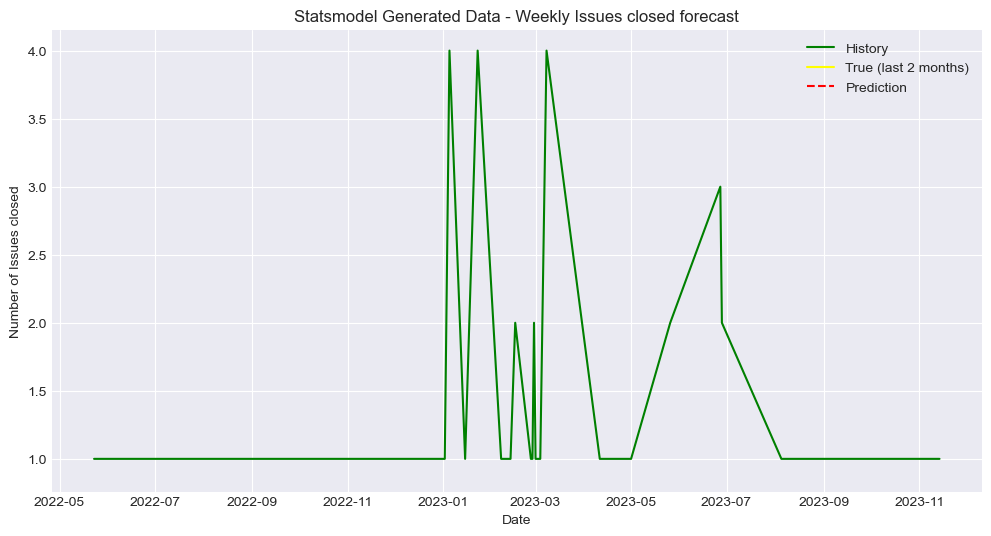 Statsmodel Generated Data - Weekly Issues closed forecast
History
True (last 2 months)
Prediction
Number of Issues closed
4.0
3.5
3.0
2.5
2.0
1.5
1.0
2022-05
2022-07
2022-09
2022-11
2023-01
2023-03
2023-05
2023-07
2023-09
2023-11
Date